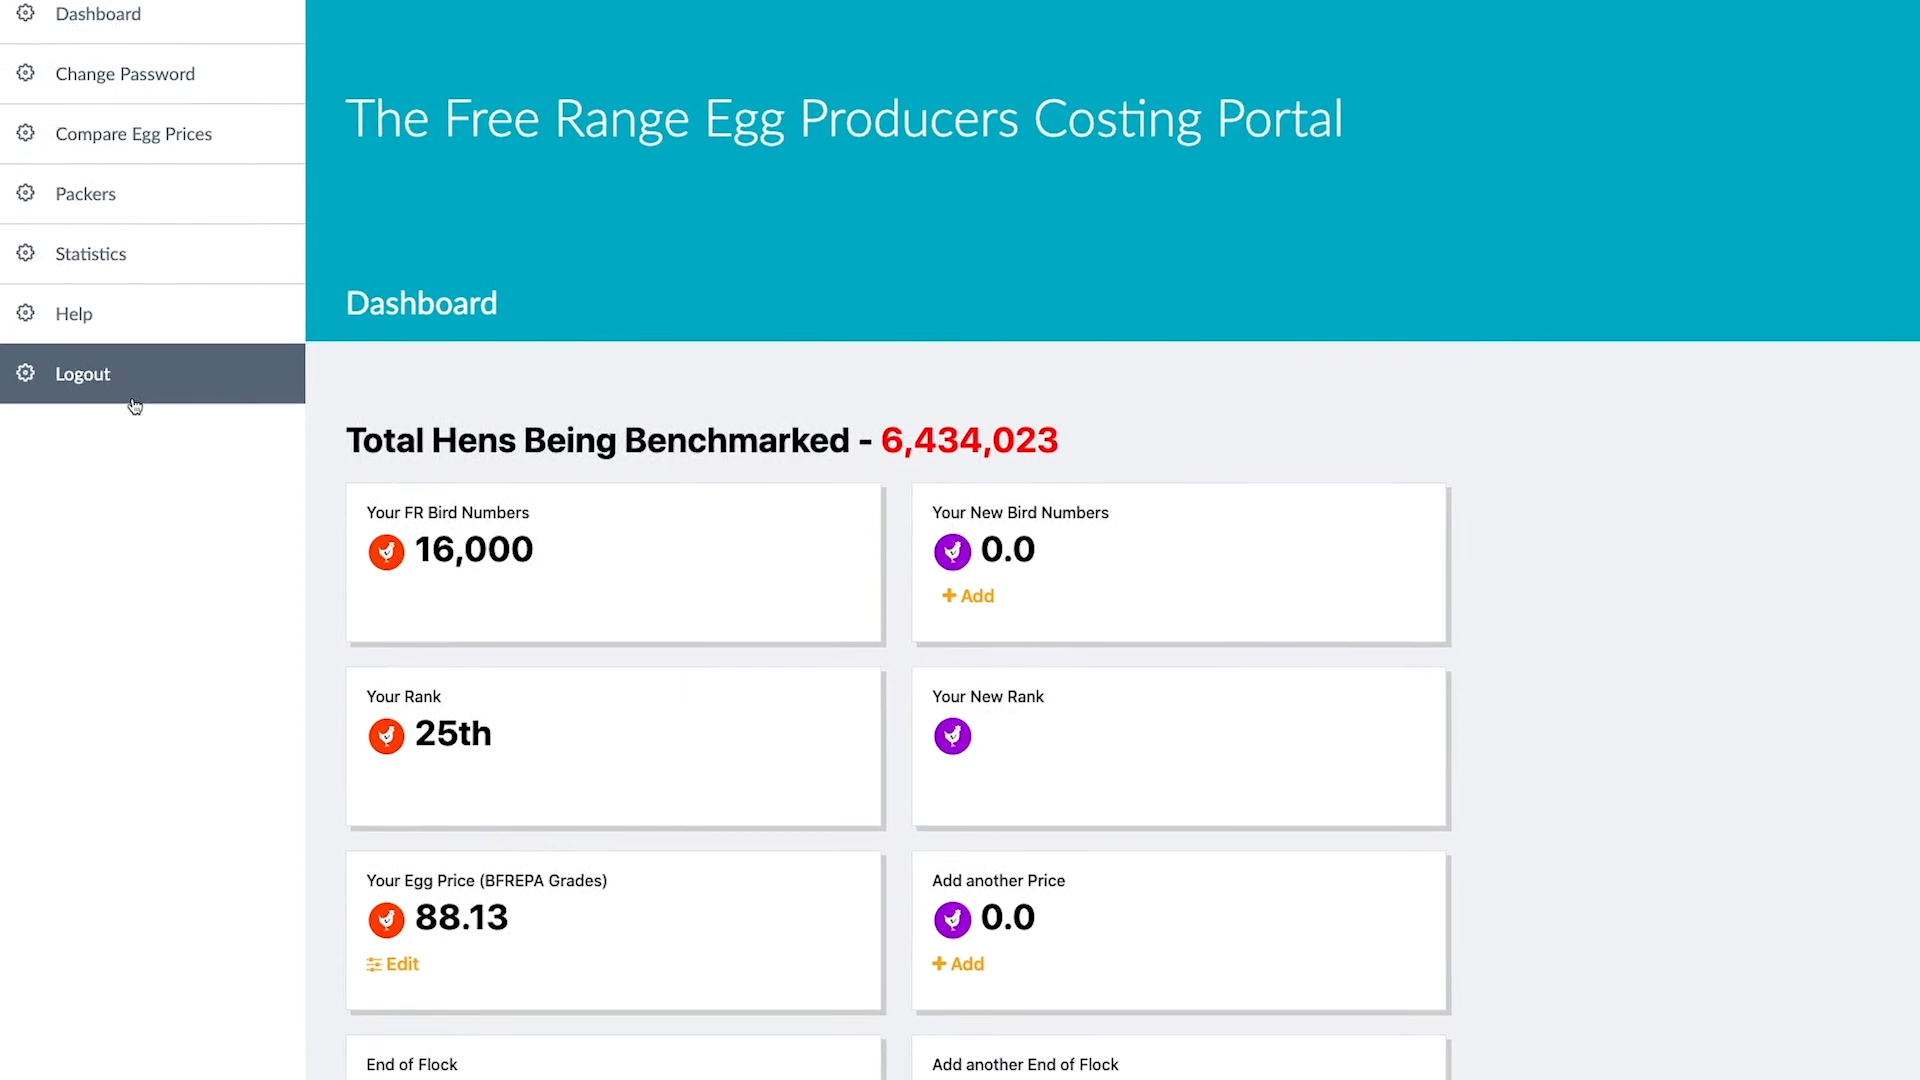 Dashboard
Change Password
Compare Egg Prices
Packers
Statistics
Help
Logout
The Free Range Egg Producers Costing Portal
Dashboard
Total Hens Being Benchmarked - 6,434,023
Your FR Bird Numbers
16,000
Your New Bird Numbers
0.0
+ Add
Your Rank
25th
Your New Rank
Your Egg Price (BFREPA Grades)
88.13
Edit
Add another Price
0.0
+ Add
End of Flock
Add another End of Flock